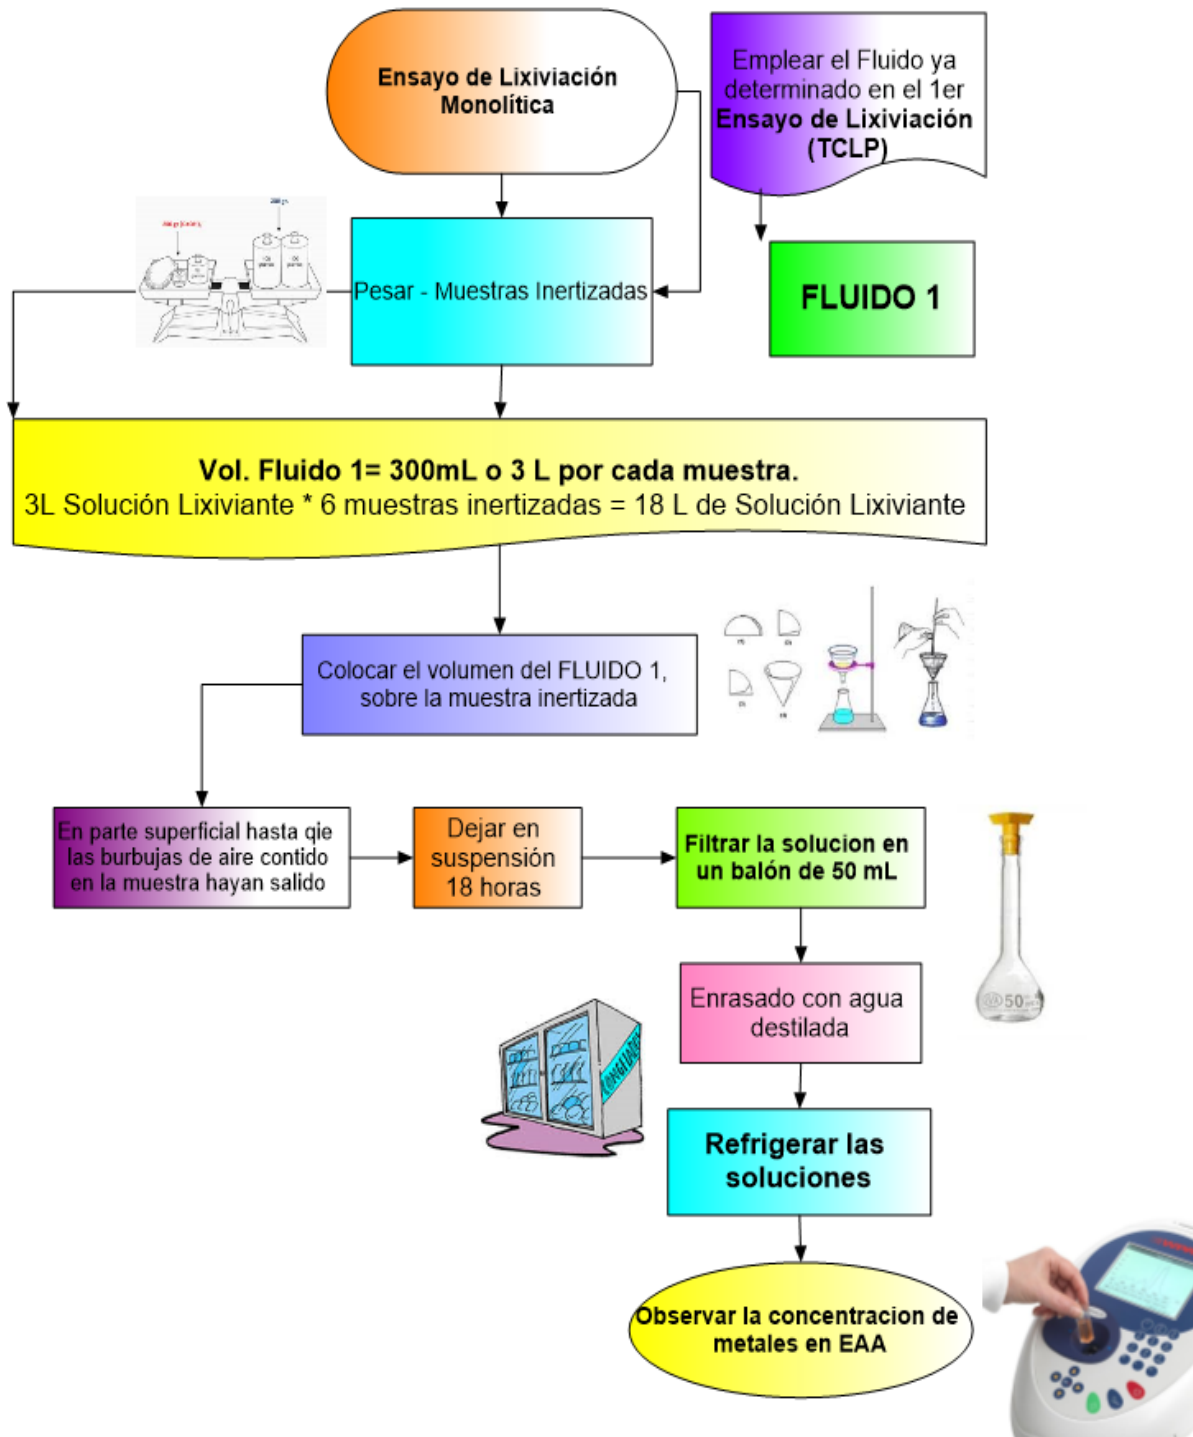 Ensayo de Lixiviación
Monolítica
Emplear el Fluido ya
determinado en el 1er
Ensayo de Lixiviación
(TCLP)
FLUIDO 1
Pesar - Muestras Inertizadas
Vol. Fluido 1= 300mL o 3 L por cada muestra.
3L Solución Lixiviante * 6 muestras inertizadas = 18 L de Solución Lixiviante
Colocar el volumen del FLUIDO 1,
sobre la muestra inertizada
En parte superficial hasta qie
las burbujas de aire contido
en la muestra hayan salido
Dejar en
suspensión
18 horas
Filtrar la solucion en
un balón de 50 mL
50
Enrasado con agua
destilada
CONGELADOS
Refrigerar las
soluciones
Observar la concentracion de
metales en EAA